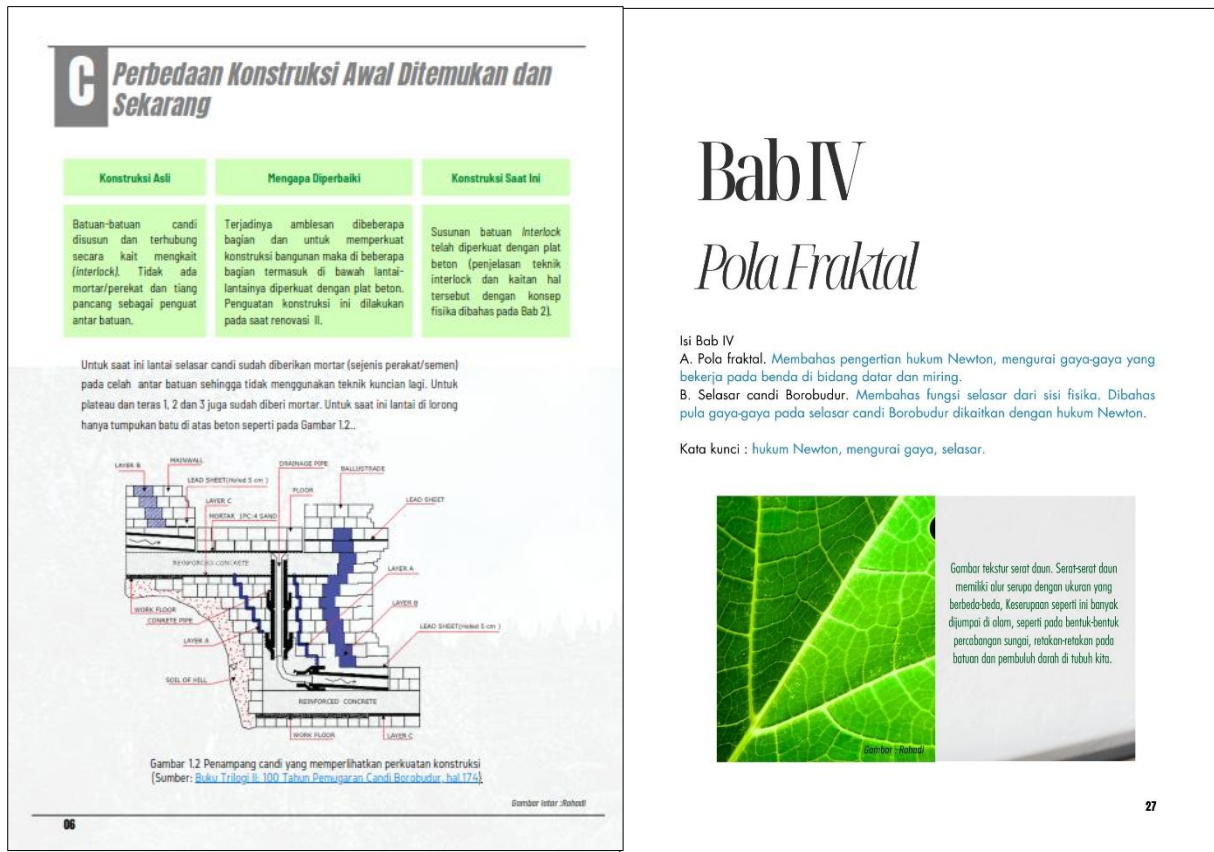 C
Perbedaan Konstruksi Awal Ditemukan dan
Sekarang
Konstruksi Asli
Mengapa Diperbaiki
Konstruksi Saat Ini
Batuan-batuan candi
disusun dan terhubung
secara kait mengkait
(interlock). Tidak ada
mortar/perekat dan tiang
pancang sebagai penguat
antar batuan.
Terjadinya amblesan dibeberapa
bagian dan untuk memperkuat
konstruksi bangunan maka di beberapa
bagian termasuk di bawah lantai-
lantainya diperkuat dengan plat beton.
Penguatan konstruksi ini dilakukan
pada saat renovasi II.
Susunan batuan Interlock
telah diperkuat dengan plat
beton (penjelasan teknik
interlock dan kaitan hal
tersebut dengan konsep
fisika dibahas pada Bab 2).
Untuk saat ini lantai selasar candi sudah diberikan mortar (sejenis perakat/semen)
pada celah antar batuan sehingga tidak menggunakan teknik kuncian lagi. Untuk
plateau dan teras 1, 2 dan 3 juga sudah diberi mortar. Untuk saat ini lantai di lorong
hanya tumpukan batu di atas beton seperti pada Gambar 1.2..
LAYER B
MAINWALL
DRAINAGE PIPE
BALLUSTRADE
LEAD SHEET(Holed 5 cm )
FLOOR
LAYER C
LEAD SHEET
MORTAR 1PC:4 SAND
REINFORCED CONCRETE
LAYER A
WORK FLOOR
LAYER B
CONKRETE PIPE
LEAD SHEET(Holed 5 cm )
LAYER A
SOIL OF HILL
REINFORCED CONCRETE
WORK FLOOR
LAYER C
Gambar 1.2 Penampang candi yang memperlihatkan perkuatan konstruksi
(Sumber: Buku Trilogi II: 100 Tahun Pemugaran Candi Borobudur, hal.174).
Gambar latar :Rohadi
06
Bab IV
Pola Fraktal
Isi Bab IV
A. Pola fraktal. Membahas pengertian hukum Newton, mengurai gaya-gaya yang
bekerja pada benda di bidang datar dan miring.
B. Selasar candi Borobudur. Membahas fungsi selasar dari sisi fisika. Dibahas
pula gaya-gaya pada selasar candi Borobudur dikaitkan dengan hukum Newton.
Kata kunci : hukum Newton, mengurai gaya, selasar.
Gambar tekstur serat daun. Serat-serat daun
memiliki alur serupa dengan ukuran yang
berbeda-beda, Keserupaan seperti ini banyak
dijumpai di alam, seperti pada bentuk-bentuk
percabangan sungai, retakan-retakan pada
batuan dan pembuluh darah di tubuh kita.
Gambar : Rohadi
27